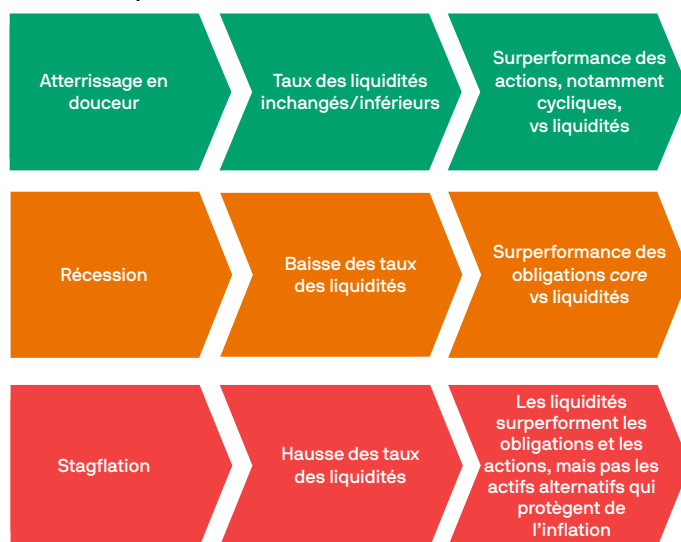 Atterrissage en
douceur
Taux des liquidités
inchangés/inférieurs
Surperformance des
actions, notamment
cycliques,
vs liquidités
Récession
Baisse des taux
des liquidités
Surperformance des
obligations core
vs liquidités
Stagflation
Hausse des taux
des liquidités
Les liquidités
surperforment les
obligations et les
actions, mais pas les
actifs alternatifs qui
protègent de
l'inflation